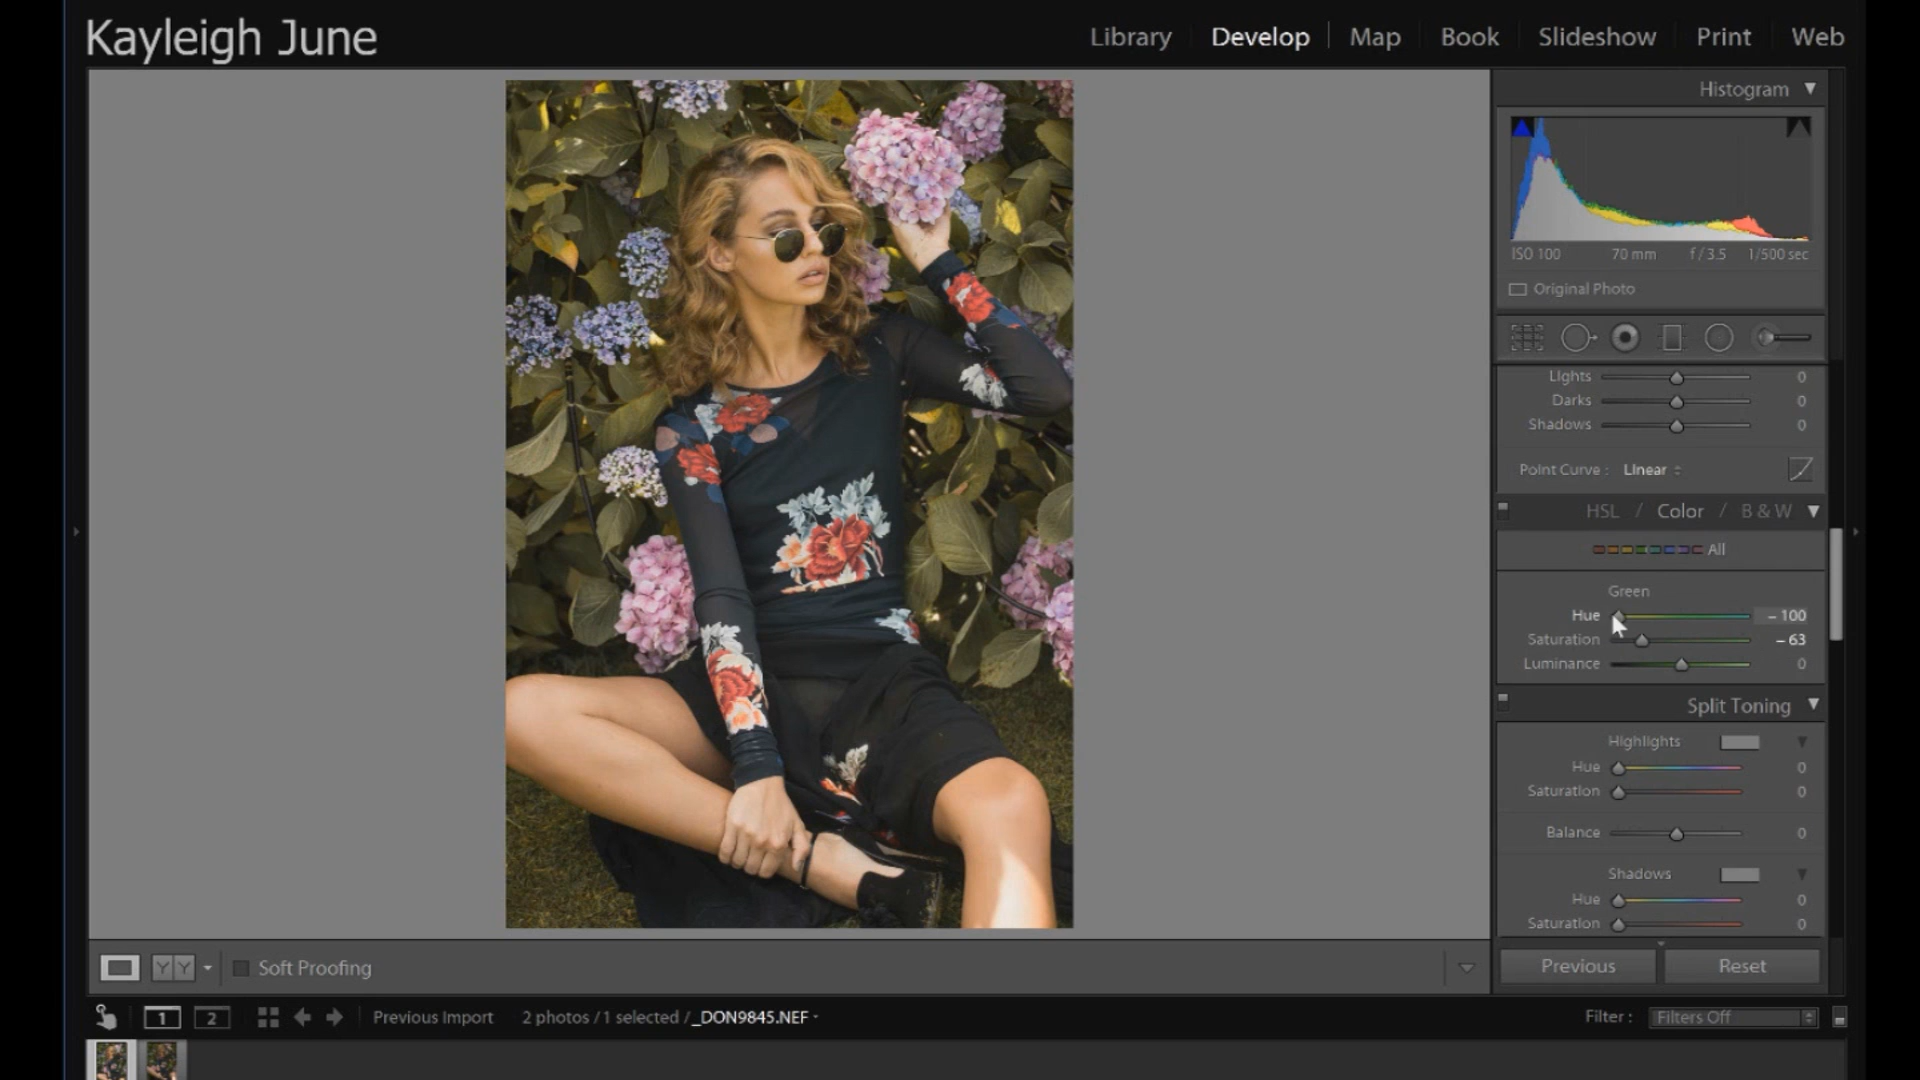 Kayleigh June
Library Develop Map Book Slideshow Print Web
Histogram
ISO 100 70 mm f / 3.5 1/500 sec
Original Photo
Lights 0
Darks 0
Shadows 0
Point Curve : Linear
HSL / Color / B & W
All
Green
Hue – 100
Saturation – 63
Luminance 0
Split Toning
Highlights
Hue 0
Saturation 0
Balance 0
Shadows
Hue 0
Saturation 0
Previous Reset
Y Y Soft Proofing
1 2 Previous Import 2 photos / 1 selected / _DON9845.NEF Filter : Filters Off